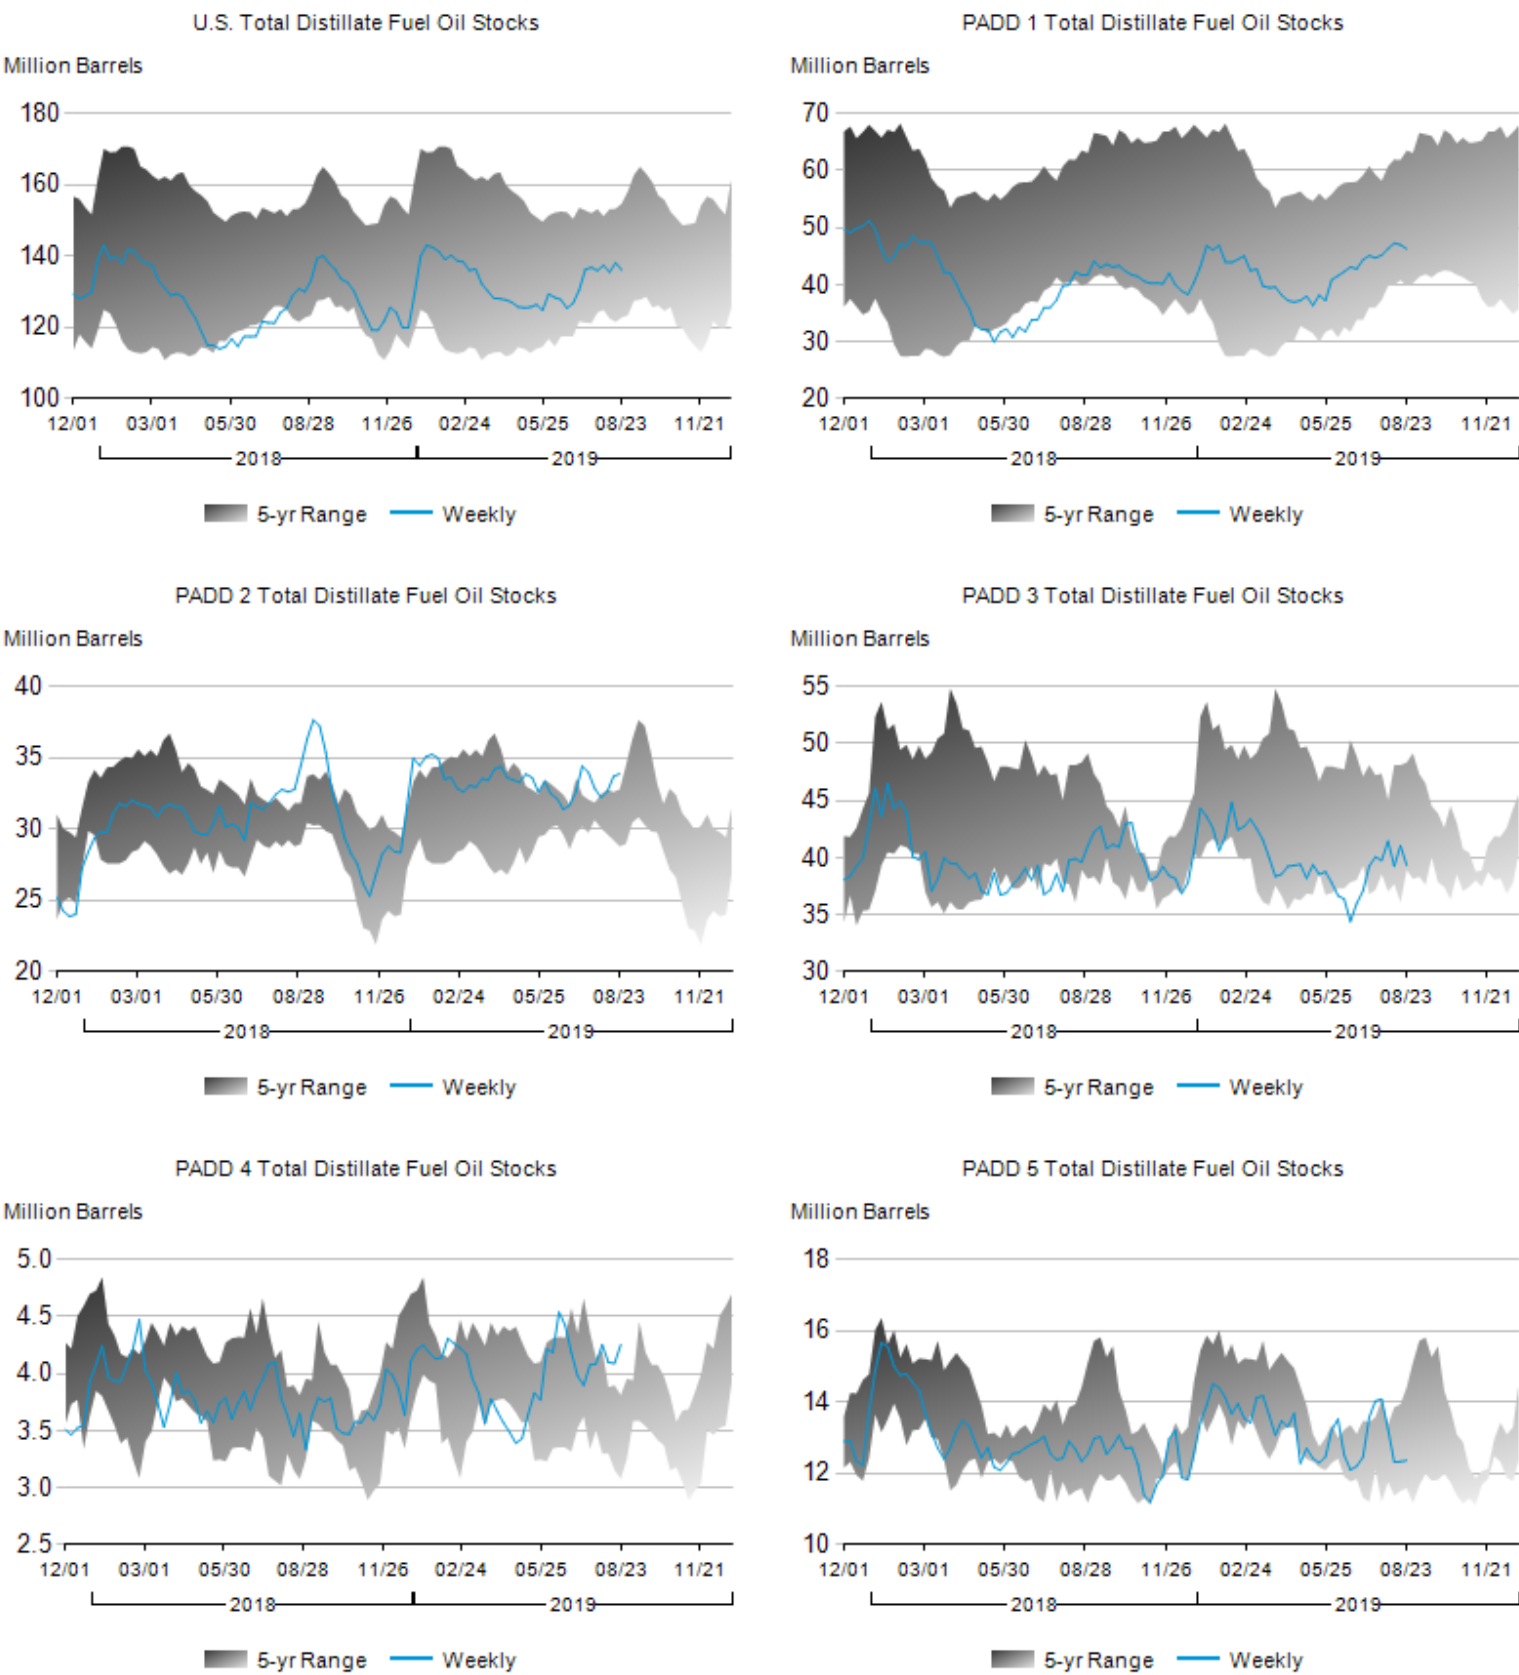 U.S. Total Distillate Fuel Oil Stocks
Million Barrels
180
160
140
120
100
12/01 03/01 05/30 08/28 11/26 02/24 05/25 08/23 11/21
2018 2019
5-yr Range Weekly
PADD 1 Total Distillate Fuel Oil Stocks
Million Barrels
70
60
50
40
30
20
12/01 03/01 05/30 08/28 11/26 02/24 05/25 08/23 11/21
2018 2019
5-yr Range Weekly
PADD 2 Total Distillate Fuel Oil Stocks
Million Barrels
40
35
30
25
20
12/01 03/01 05/30 08/28 11/26 02/24 05/25 08/23 11/21
2018 2019
5-yr Range Weekly
PADD 3 Total Distillate Fuel Oil Stocks
Million Barrels
55
50
45
40
35
30
12/01 03/01 05/30 08/28 11/26 02/24 05/25 08/23 11/21
2018 2019
5-yr Range Weekly
PADD 4 Total Distillate Fuel Oil Stocks
Million Barrels
5.0
4.5
4.0
3.5
3.0
2.5
12/01 03/01 05/30 08/28 11/26 02/24 05/25 08/23 11/21
2018 2019
5-yr Range Weekly
PADD 5 Total Distillate Fuel Oil Stocks
Million Barrels
18
16
14
12
10
12/01 03/01 05/30 08/28 11/26 02/24 05/25 08/23 11/21
2018 2019
5-yr Range Weekly